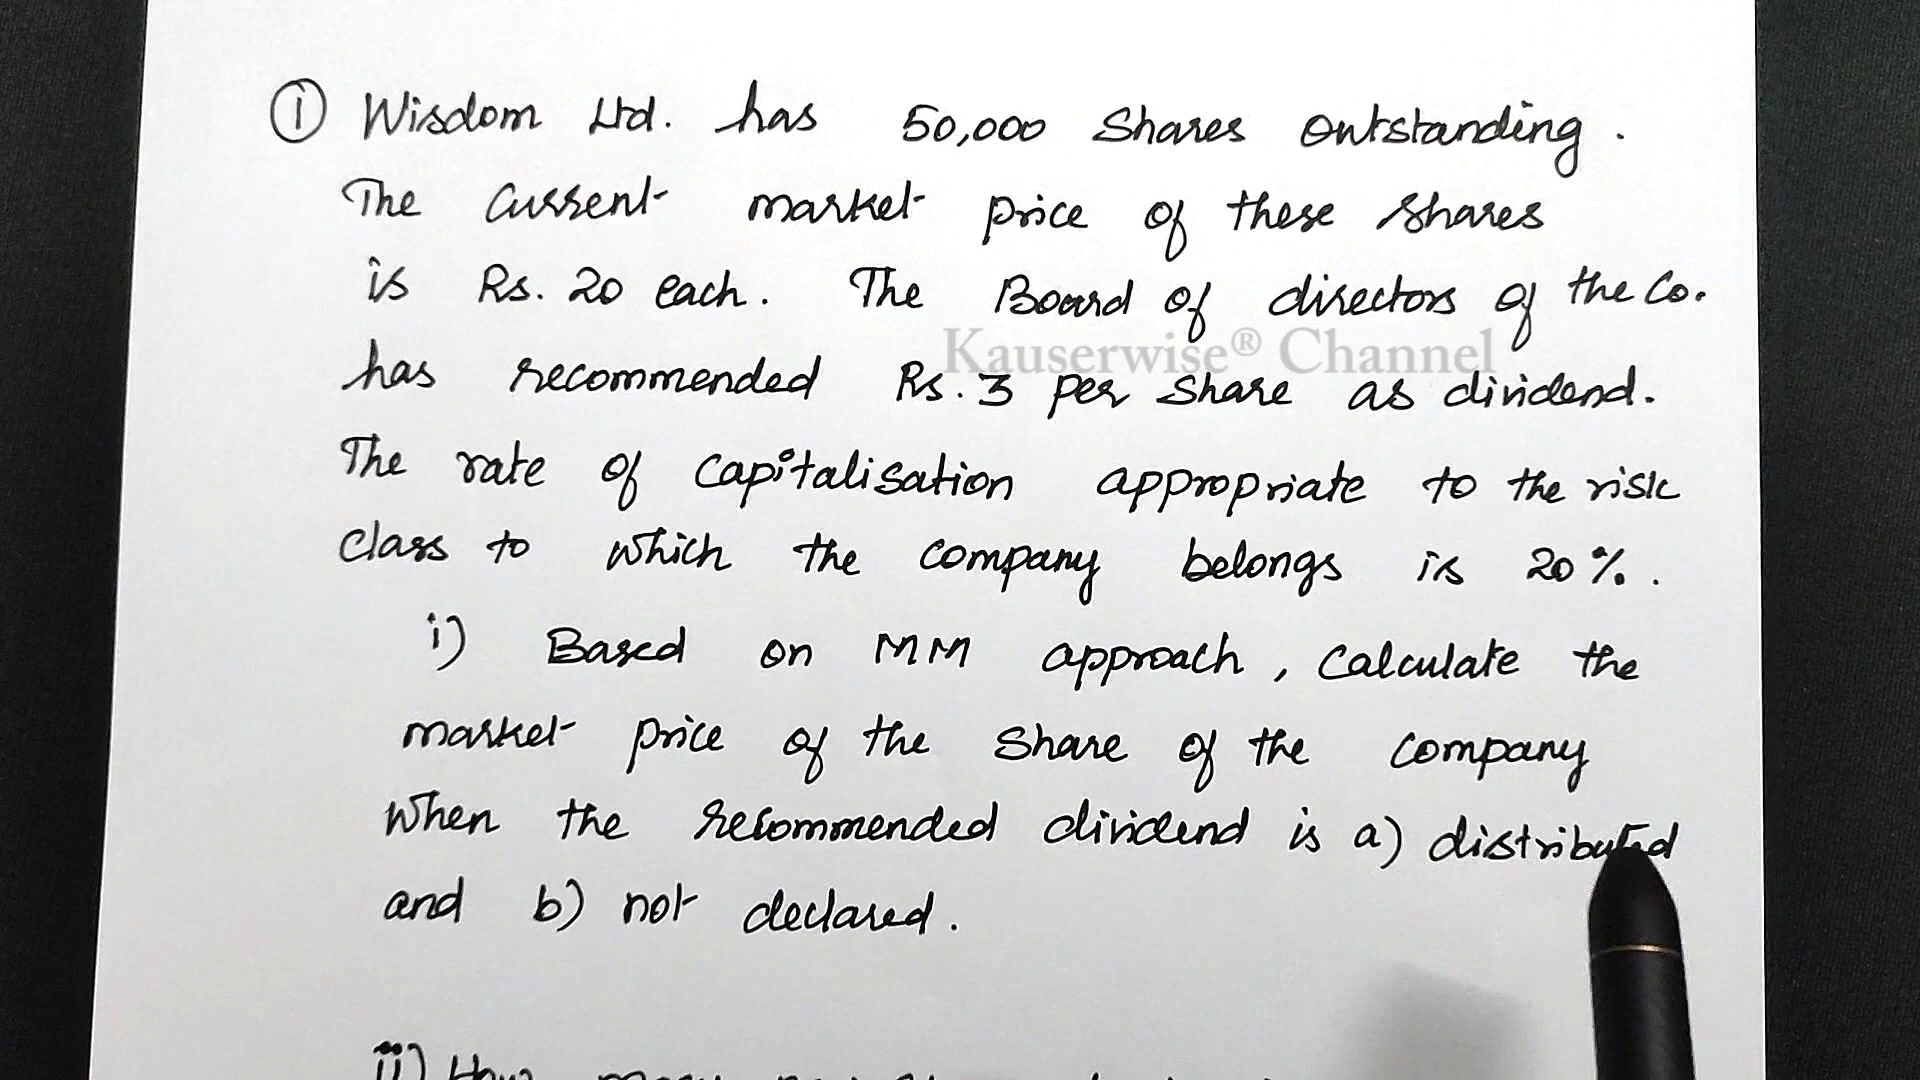 ① Wisdom Ltd. has 50,000 Shares outstanding.
The current market price of these shares
is Rs. 20 each. The Board of directors of the Co.
Kauserwise® Channel
has recommended Rs. 3 per share as dividend.
The rate of capitalisation appropriate to the risk
class to which the company belongs is 20%.
i) Based on MM approach, calculate the
market price of the share of the company
when the recommended dividend is a) distributed
and b) not declared.
ii) How many